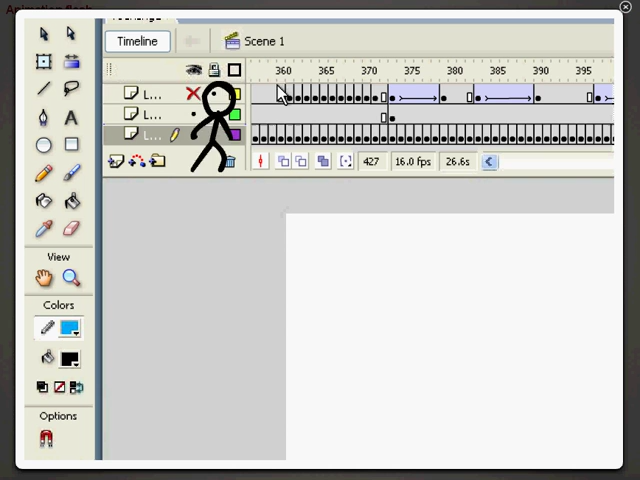 Timeline
Scene 1
360 365 370 375 380 385 390 395
L...
L...
L...
427 16.0 fps 26.6s
A
View
Colors
Options